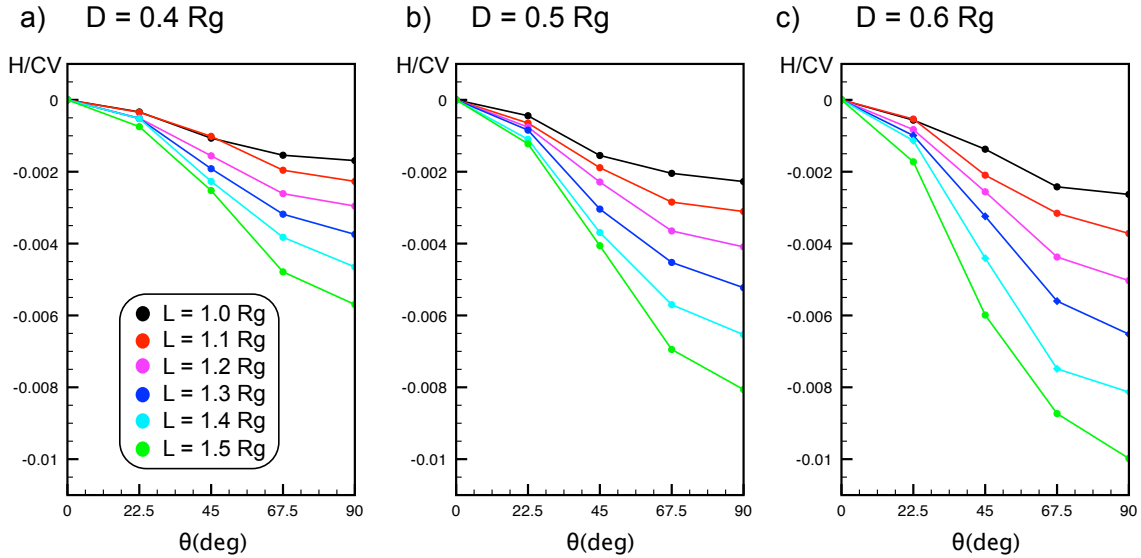 a) D = 0.4 Rg
H/CV
0
-0.002
-0.004
-0.006
-0.008
-0.01
L = 1.0 Rg
L = 1.1 Rg
L = 1.2 Rg
L = 1.3 Rg
L = 1.4 Rg
L = 1.5 Rg
0 22.5 45 67.5 90
θ(deg)
b) D = 0.5 Rg
H/CV
0
-0.002
-0.004
-0.006
-0.008
-0.01
0 22.5 45 67.5 90
θ(deg)
c) D = 0.6 Rg
H/CV
0
-0.002
-0.004
-0.006
-0.008
-0.01
0 22.5 45 67.5 90
θ(deg)